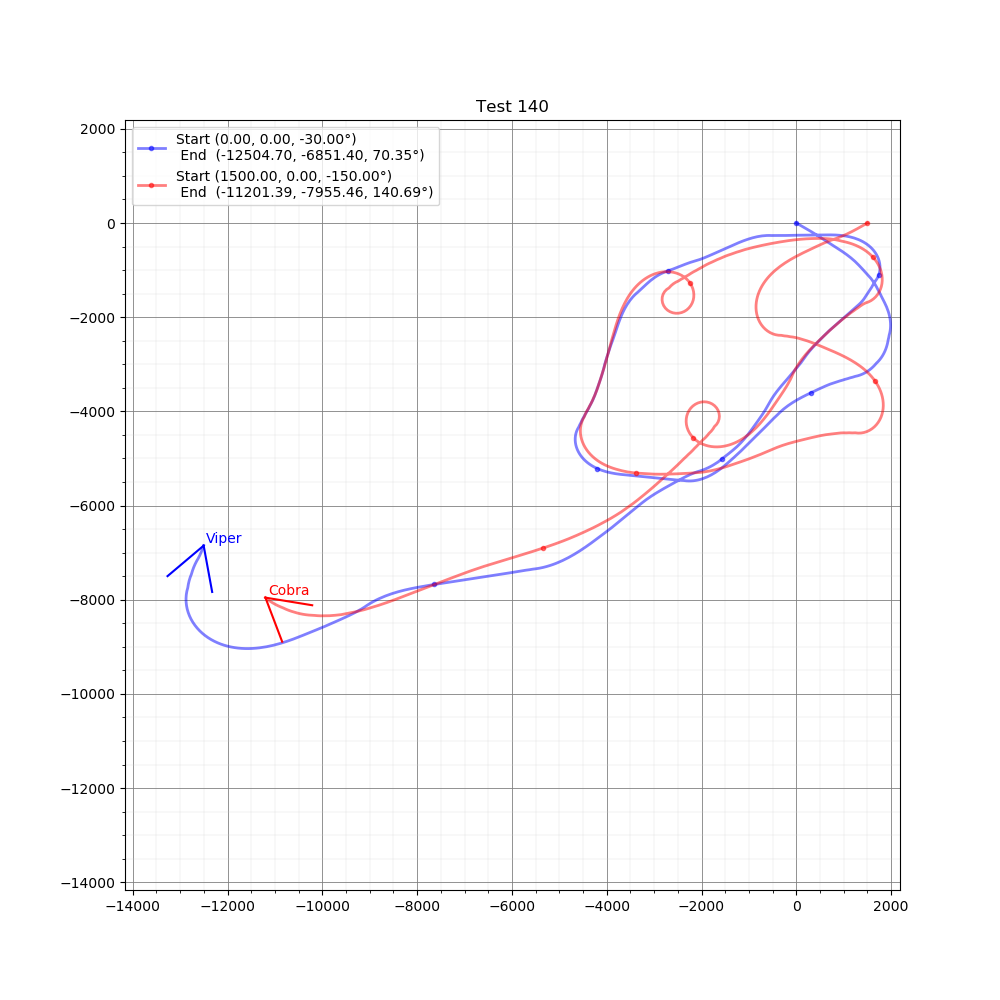 Test 140
Start (0.00, 0.00, -30.00°)
End (-12504.70, -6851.40, 70.35°)
Start (1500.00, 0.00, -150.00°)
End (-11201.39, -7955.46, 140.69°)
2000
0
−2000
−4000
−6000
−8000
−10000
−12000
−14000
Viper
Cobra
−14000 −12000 −10000 −8000 −6000 −4000 −2000 0 2000